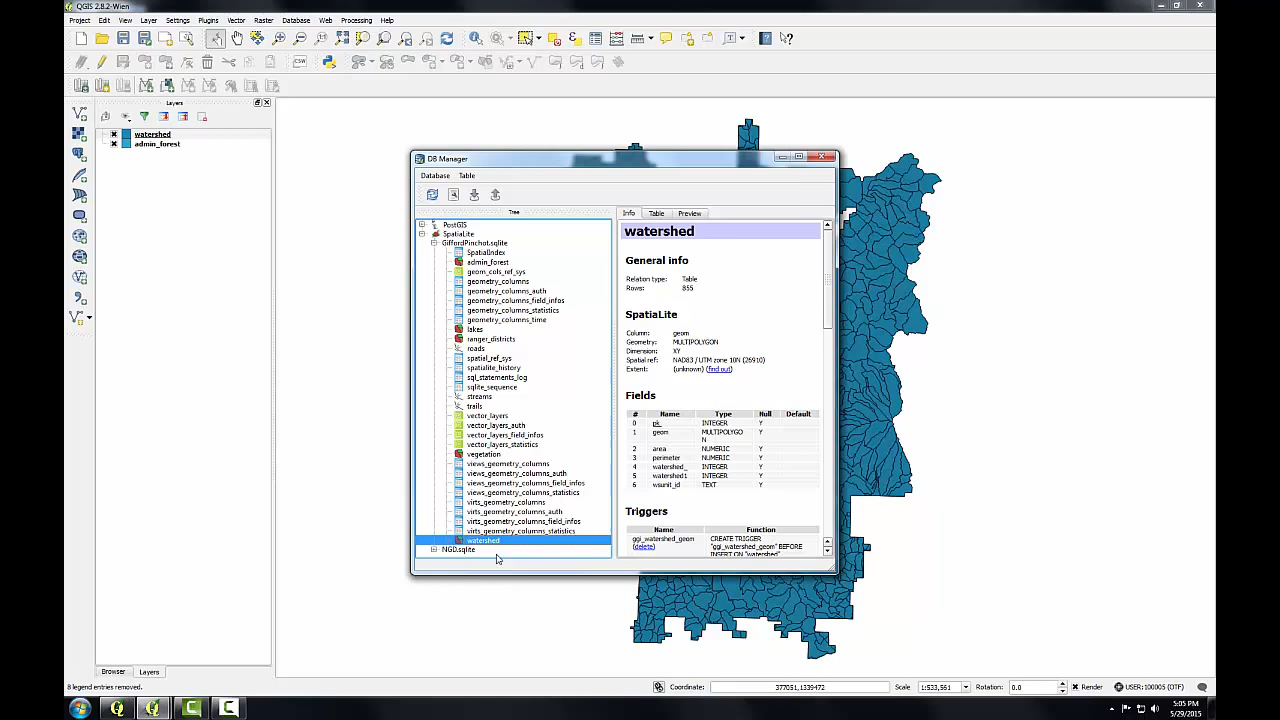 QGIS 2.8.2-Wien
Project Edit View Layer Settings Plugins Vector Raster Database Web Processing Help
CSW
Layers
watershed
admin_forest
DB Manager
Database Table
Tree
PostGIS
SpatiaLite
GiffordPinchot.sqlite
SpatialIndex
admin_forest
geom_cols_ref_sys
geometry_columns
geometry_columns_auth
geometry_columns_field_infos
geometry_columns_statistics
geometry_columns_time
lakes
ranger_districts
roads
spatial_ref_sys
spatialite_history
sql_statements_log
sqlite_sequence
streams
trails
vector_layers
vector_layers_auth
vector_layers_field_infos
vector_layers_statistics
vegetation
views_geometry_columns
views_geometry_columns_auth
views_geometry_columns_field_infos
views_geometry_columns_statistics
virts_geometry_columns
virts_geometry_columns_auth
virts_geometry_columns_field_infos
virts_geometry_columns_statistics
watershed
NGD.sqlite
Info Table Preview
watershed
General info
Relation type: Table
Rows: 855
SpatiaLite
Column: geom
Geometry: MULTIPOLYGON
Dimension: XY
Spatial ref: NAD83 / UTM zone 10N (26910)
Extent: (unknown) (find out)
Fields
# Name Type Null Default
0 pk INTEGER Y
1 geom MULTIPOLYGO Y
N
2 area NUMERIC Y
3 perimeter NUMERIC Y
4 watershed_ INTEGER Y
5 watershed1 INTEGER Y
6 wsunit_id TEXT Y
Triggers
Name Function
ggi_watershed_geom CREATE TRIGGER
(delete) "ggi_watershed_geom" BEFORE
INSERT ON "watershed"
Browser Layers
8 legend entries removed.
Coordinate: 377051,1339472 Scale 1:533,561 Rotation: 0.0 Render USER:100005 (OTF)
5:05 PM
5/29/2015